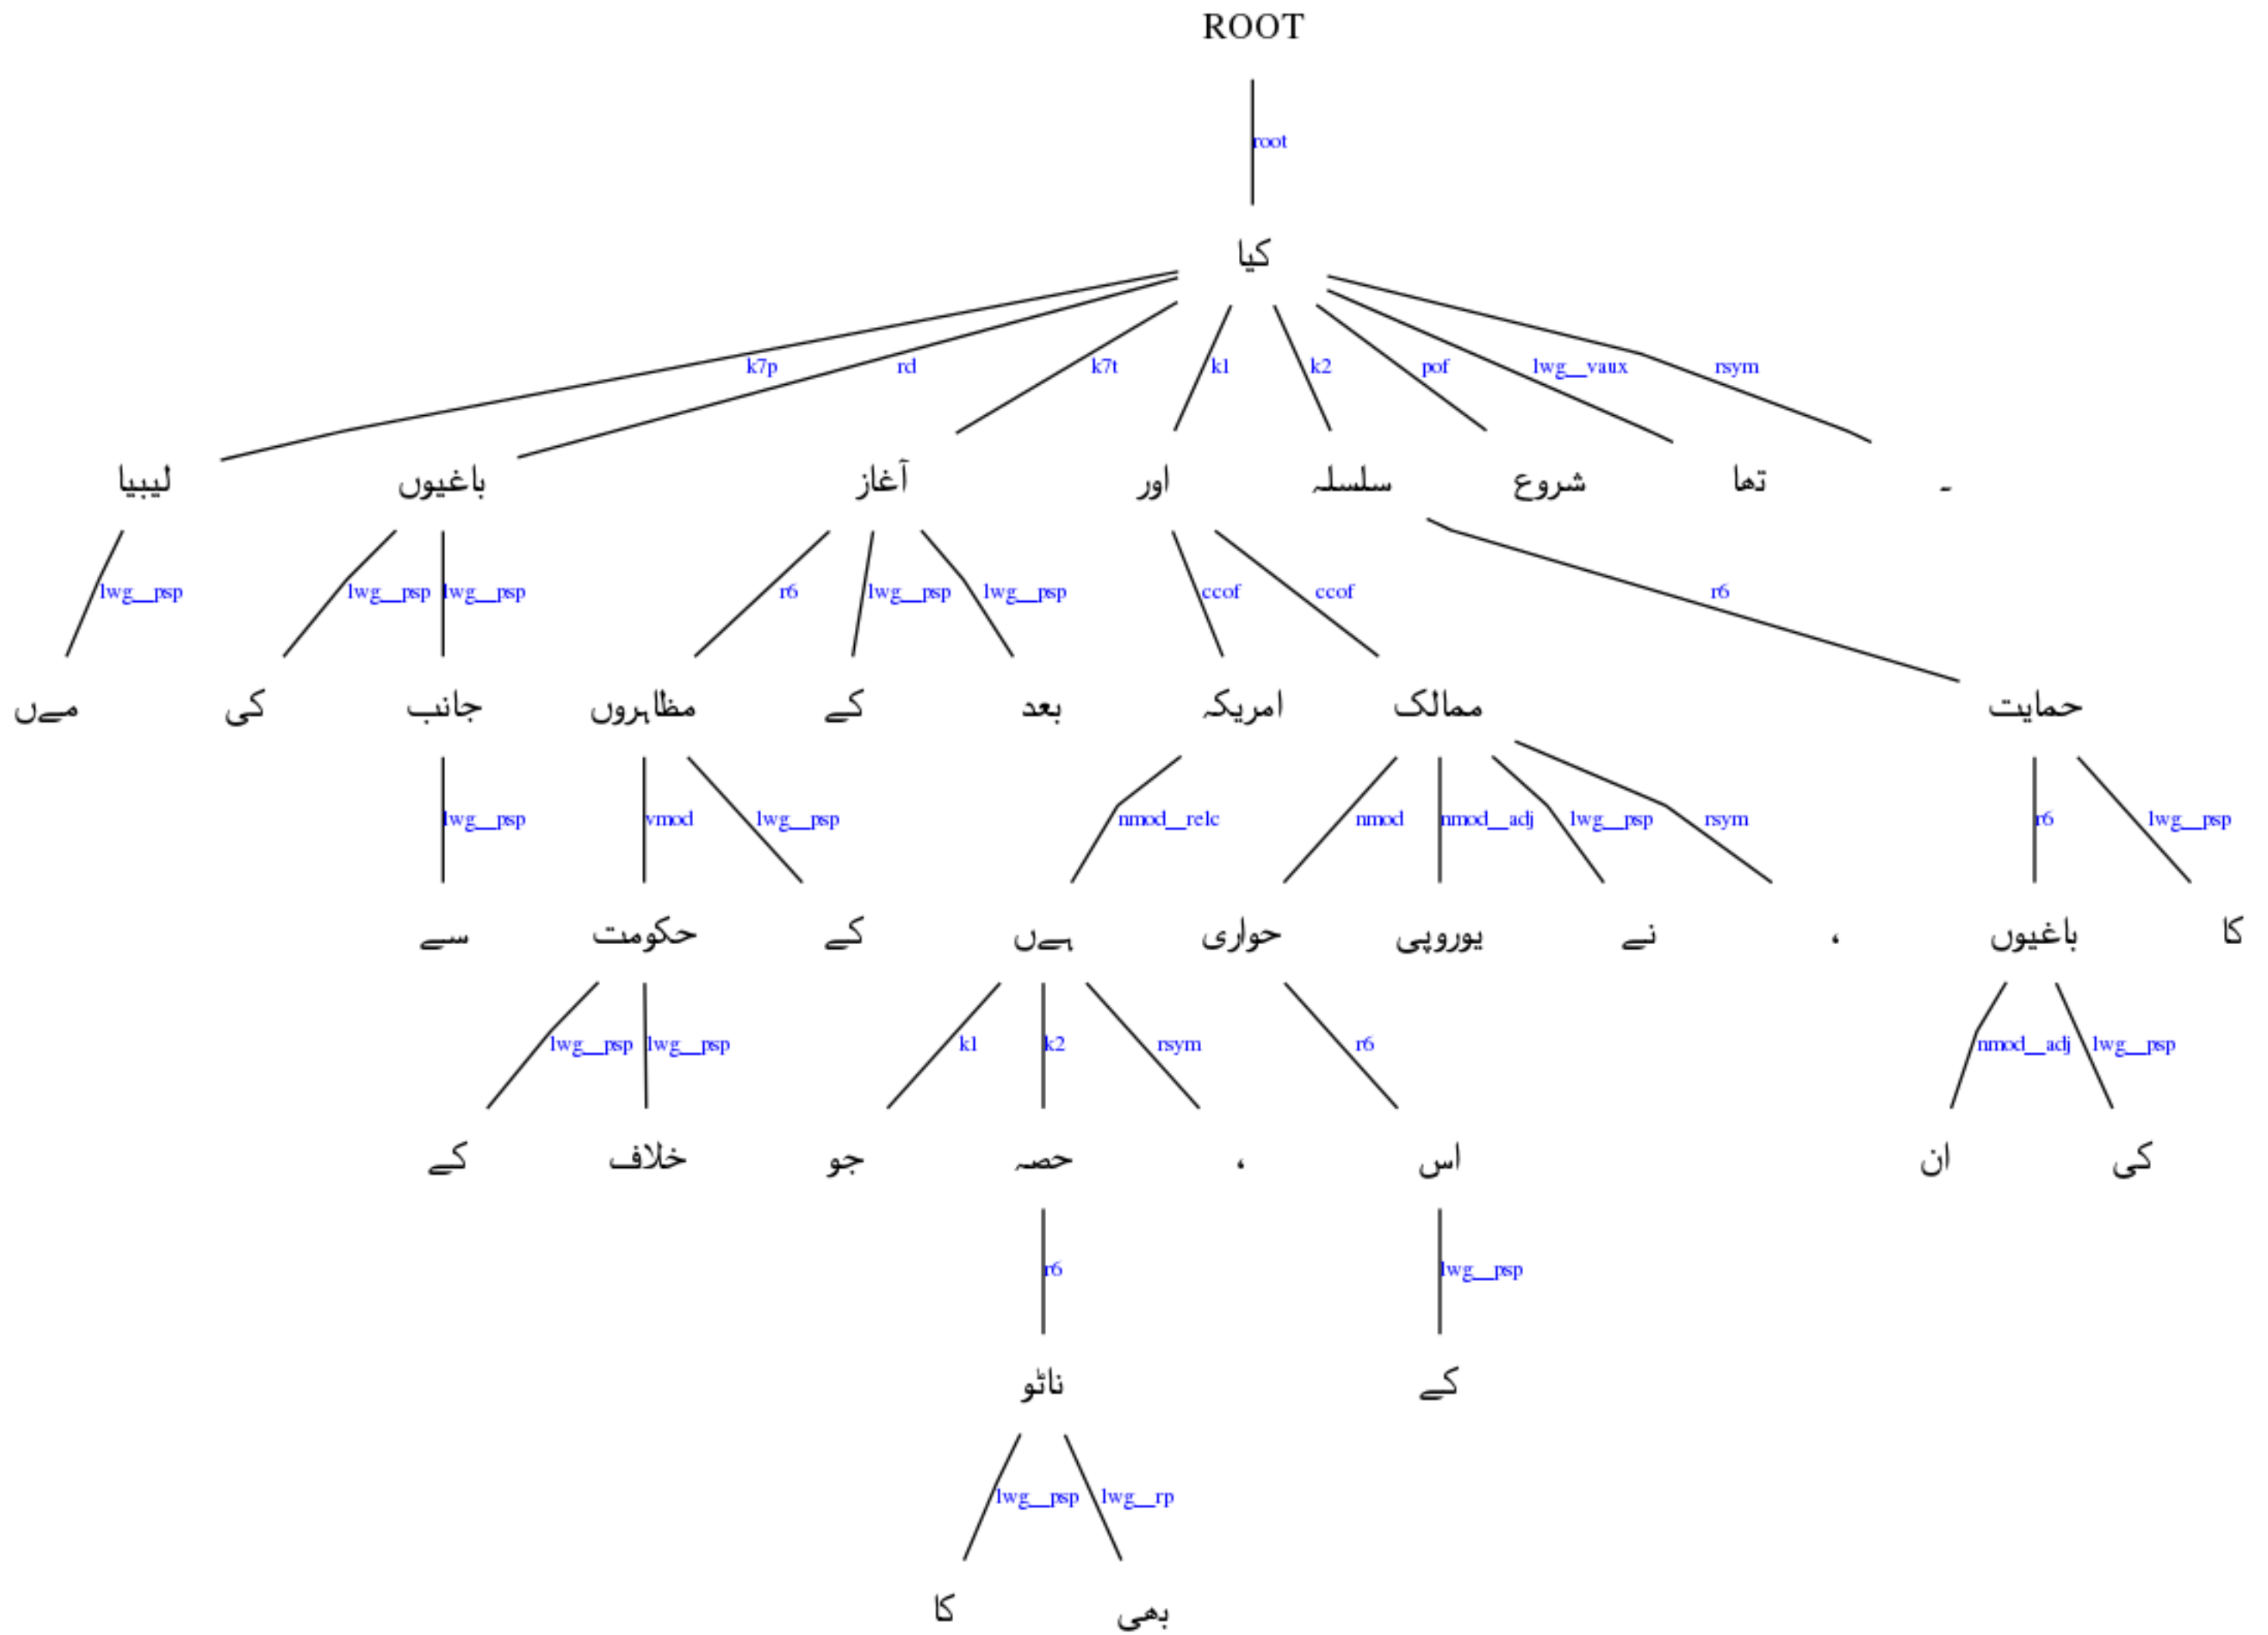 ROOT
root
کیا
k7p rd k7t k1 k2 pof lwg__vaux rsym
لیبیا باغیوں آغاز اور سلسلہ شروع تھا ۔
lwg__psp lwg__psp lwg__psp r6 lwg__psp lwg__psp ccof ccof r6
مےں کی جانب مظاہروں کے بعد امریکہ ممالک حمایت
lwg__psp vmod lwg__psp nmod__relc nmod nmod__adj lwg__psp rsym r6 lwg__psp
سے حکومت کے ہےں حواری یوروپی نے ، باغیوں کا
lwg__psp lwg__psp k1 k2 rsym r6 nmod__adj lwg__psp
کے خلاف جو حصہ ، اس ان کی
r6 lwg__psp
ناٹو کے
lwg__psp lwg__rp
کا بھی